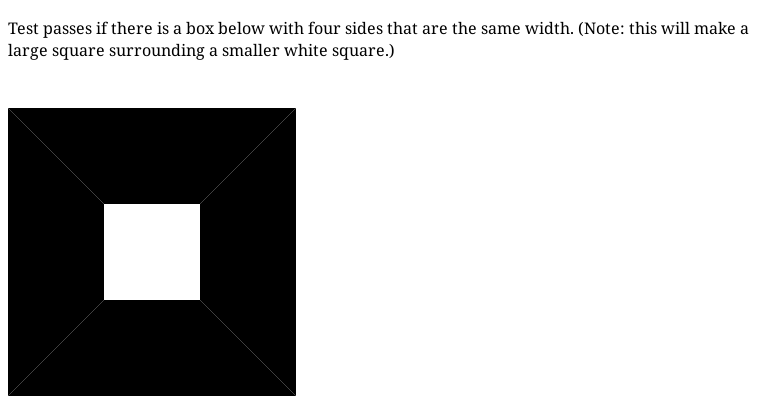 Test passes if there is a box below with four sides that are the same width. (Note: this will make a
large square surrounding a smaller white square.)